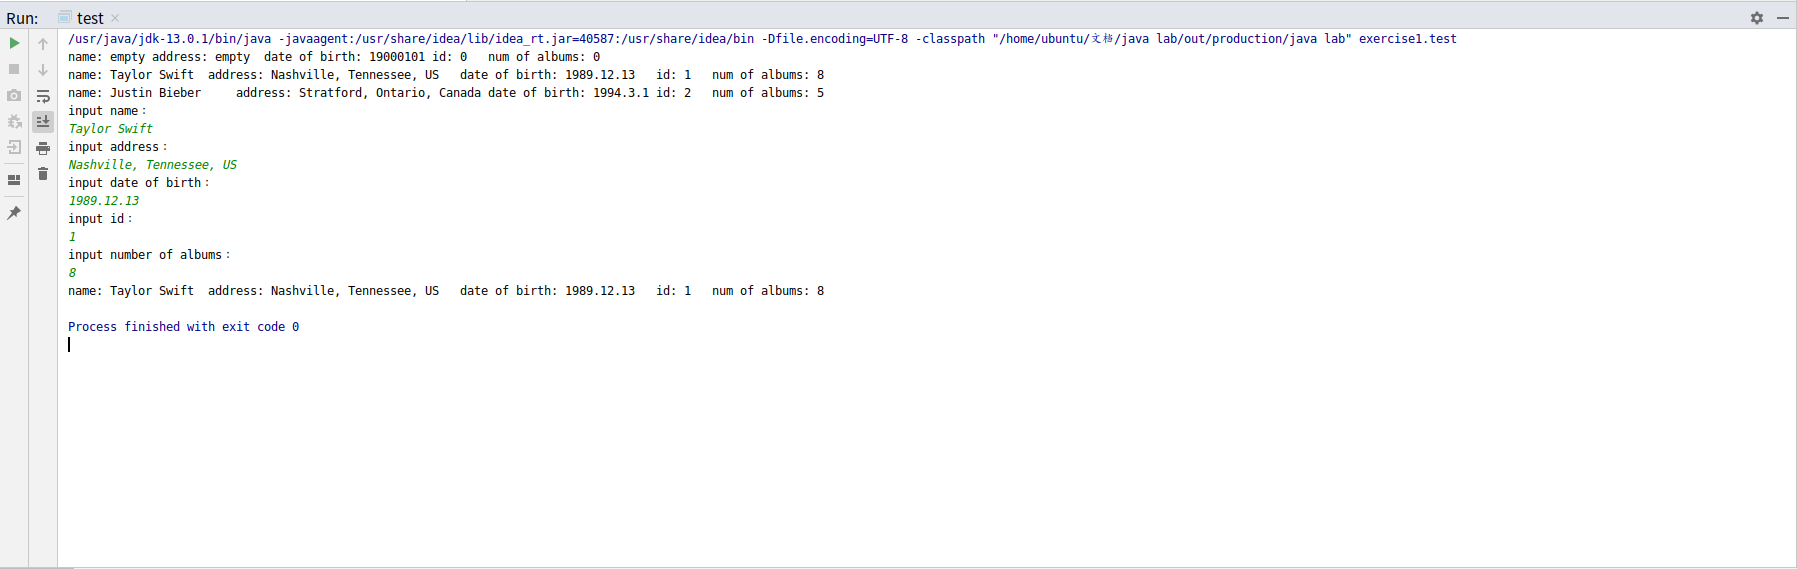 Run: test
/usr/java/jdk-13.0.1/bin/java -javaagent:/usr/share/idea/lib/idea_rt.jar=40587:/usr/share/idea/bin -Dfile.encoding=UTF-8 -classpath "/home/ubuntu/文档/java lab/out/production/java lab" exercise1.test
name: empty address: empty  date of birth: 19000101 id: 0   num of albums: 0
name: Taylor Swift  address: Nashville, Tennessee, US   date of birth: 1989.12.13   id: 1   num of albums: 8
name: Justin Bieber     address: Stratford, Ontario, Canada date of birth: 1994.3.1 id: 2   num of albums: 5
input name：
Taylor Swift
input address：
Nashville, Tennessee, US
input date of birth：
1989.12.13
input id：
1
input number of albums：
8
name: Taylor Swift  address: Nashville, Tennessee, US   date of birth: 1989.12.13   id: 1   num of albums: 8
Process finished with exit code 0